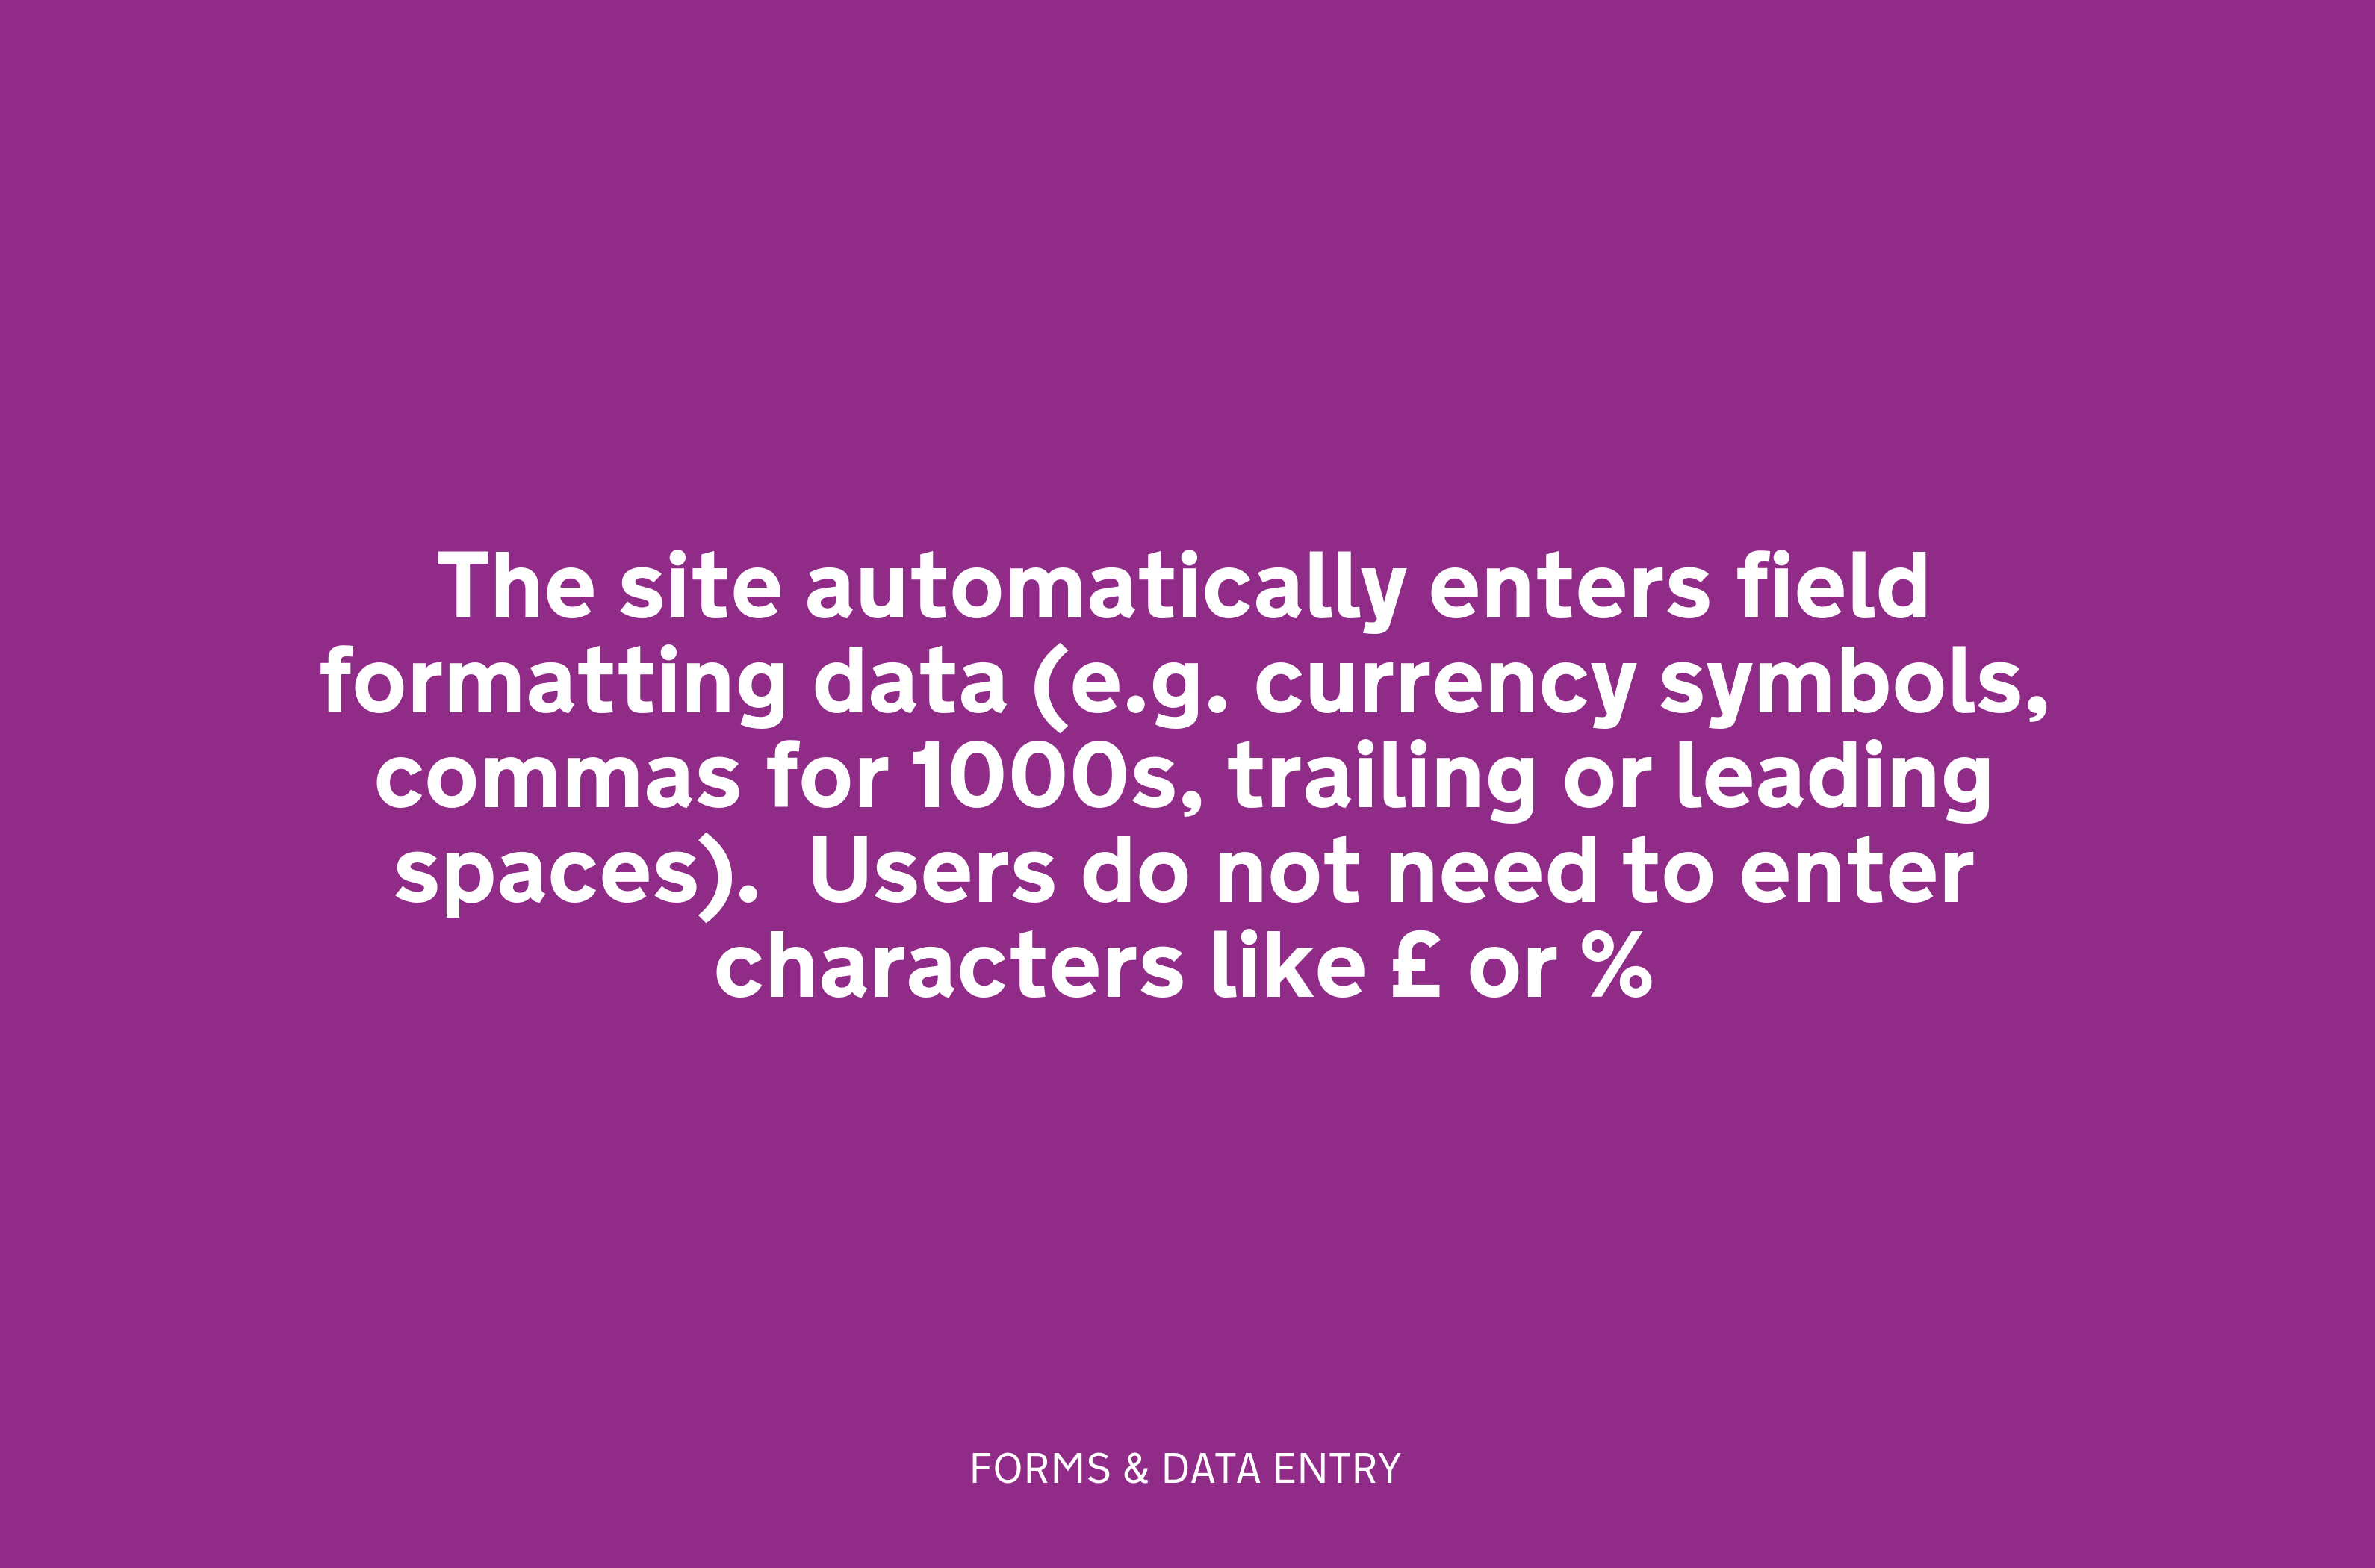 The site automatically enters field
formatting data (e.g. currency symbols,
commas for 1000s, trailing or leading
spaces).  Users do not need to enter
characters like £ or %
FORMS & DATA ENTRY